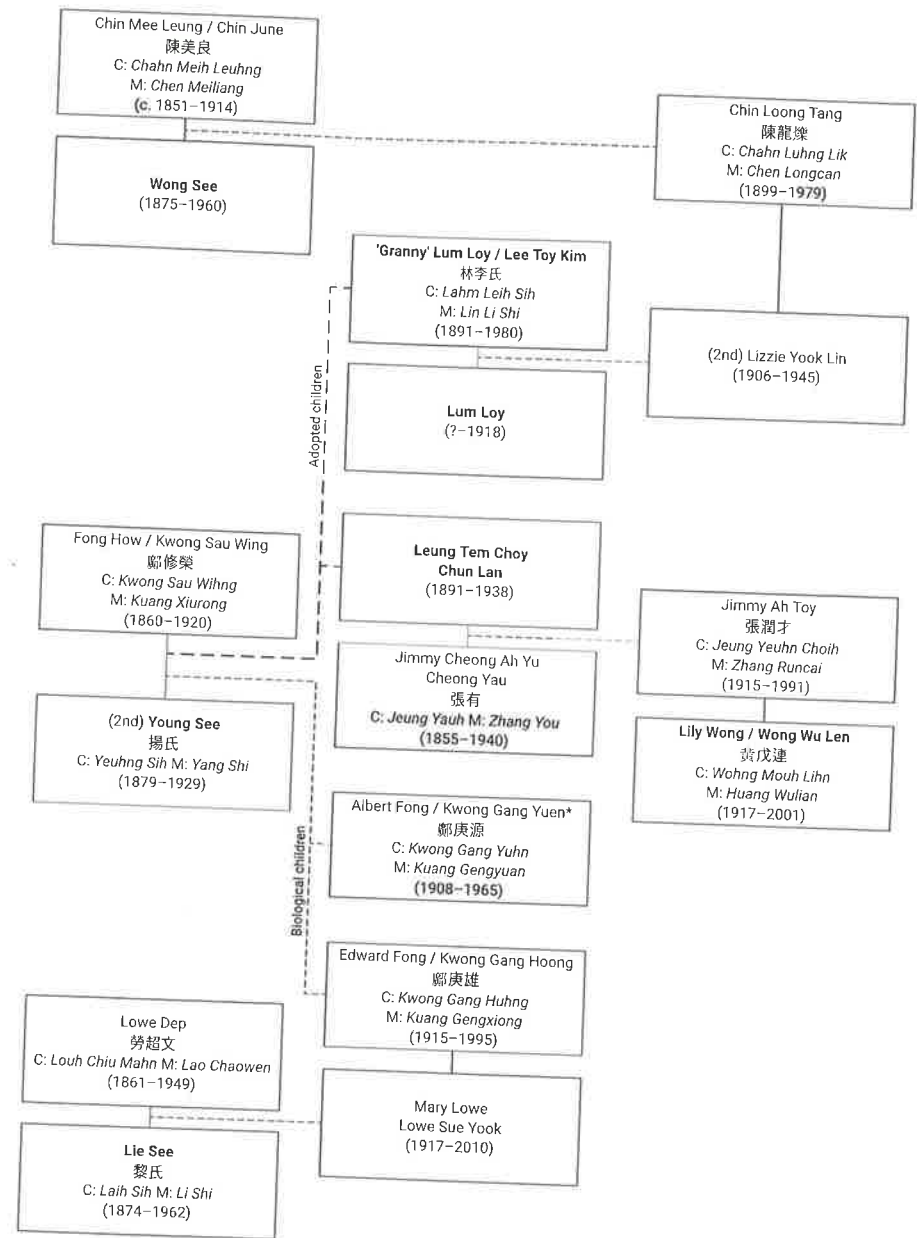 Chin Mee Leung / Chin June
陳美良
C: Chahn Meih Leuhng
M: Chen Meiliang
(c. 1851–1914)
Wong See
(1875–1960)
Chin Loong Tang
陳龍爍
C: Chahn Luhng Lik
M: Chen Longcan
(1899–1979)
'Granny' Lum Loy / Lee Toy Kim
林李氏
C: Lahm Leih Sih
M: Lin Li Shi
(1891–1980)
Lum Loy
(?–1918)
(2nd) Lizzie Yook Lin
(1906–1945)
Adopted children
Fong How / Kwong Sau Wing
鄺修榮
C: Kwong Sau Wihng
M: Kuang Xiurong
(1860–1920)
(2nd) Young See
揚氏
C: Yeuhng Sih M: Yang Shi
(1879–1929)
Leung Tem Choy
Chun Lan
(1891–1938)
Jimmy Cheong Ah Yu
Cheong Yau
張有
C: Jeung Yauh M: Zhang You
(1855–1940)
Jimmy Ah Toy
張潤才
C: Jeung Yeuhn Choih
M: Zhang Runcai
(1915–1991)
Lily Wong / Wong Wu Len
黃戊連
C: Wohng Mouh Lihn
M: Huang Wulian
(1917–2001)
Biological children
Albert Fong / Kwong Gang Yuen*
鄺庚源
C: Kwong Gang Yuhn
M: Kuang Gengyuan
(1908–1965)
Edward Fong / Kwong Gang Hoong
鄺庚雄
C: Kwong Gang Huhng
M: Kuang Gengxiong
(1915–1995)
Mary Lowe
Lowe Sue Yook
(1917–2010)
Lowe Dep
勞超文
C: Louh Chiu Mahn M: Lao Chaowen
(1861–1949)
Lie See
黎氏
C: Laih Sih M: Li Shi
(1874–1962)